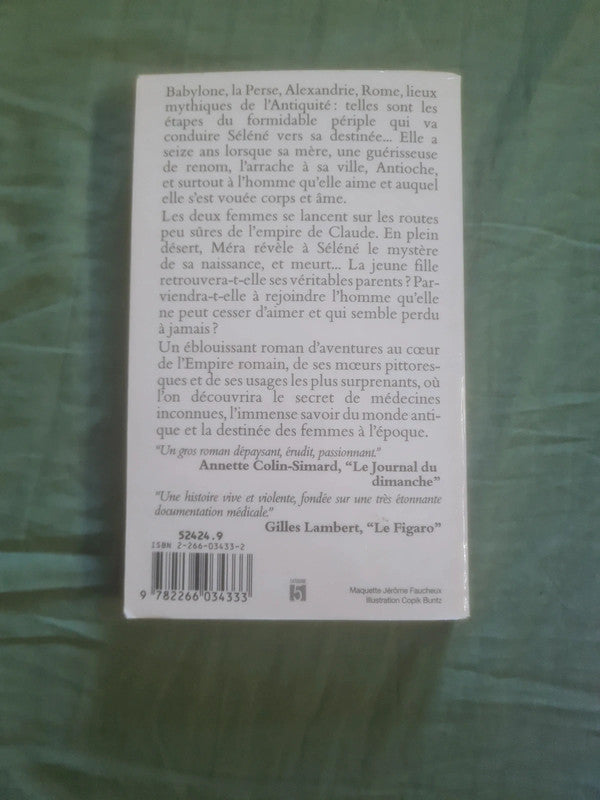 Babylone, la Perse, Alexandrie, Rome, lieux
mythiques de l'Antiquité : telles sont les
étapes du formidable périple qui va
conduire Séléné vers sa destinée... Elle a
seize ans lorsque sa mère, une guérisseuse
de renom, l'arrache à sa ville, Antioche,
et surtout à l'homme qu'elle aime et auquel
elle s'est vouée corps et âme.
Les deux femmes se lancent sur les routes
peu sûres de l'empire de Claude. En plein
désert, Méra révèle à Séléné le mystère
de sa naissance, et meurt... La jeune fille
retrouvera-t-elle ses véritables parents ? Par-
viendra-t-elle à rejoindre l'homme qu'elle
ne peut cesser d'aimer et qui semble perdu
à jamais ?
Un éblouissant roman d'aventures au cœur
de l'Empire romain, de ses mœurs pittores-
ques et de ses usages les plus surprenants, où
l'on découvrira le secret de médecines
inconnues, l'immense savoir du monde anti-
que et la destinée des femmes à l'époque.
"Un gros roman dépaysant, érudit, passionnant."
Annette Colin-Simard, "Le Journal du
dimanche"
"Une histoire vive et violente, fondée sur une très étonnante
documentation médicale."
Gilles Lambert, "Le Figaro"
52424.9
ISBN 2-266-03433-2
9 782266 034333
CATÉGORIE
5
Maquette Jérôme Faucheux
Illustration Copik Buntz